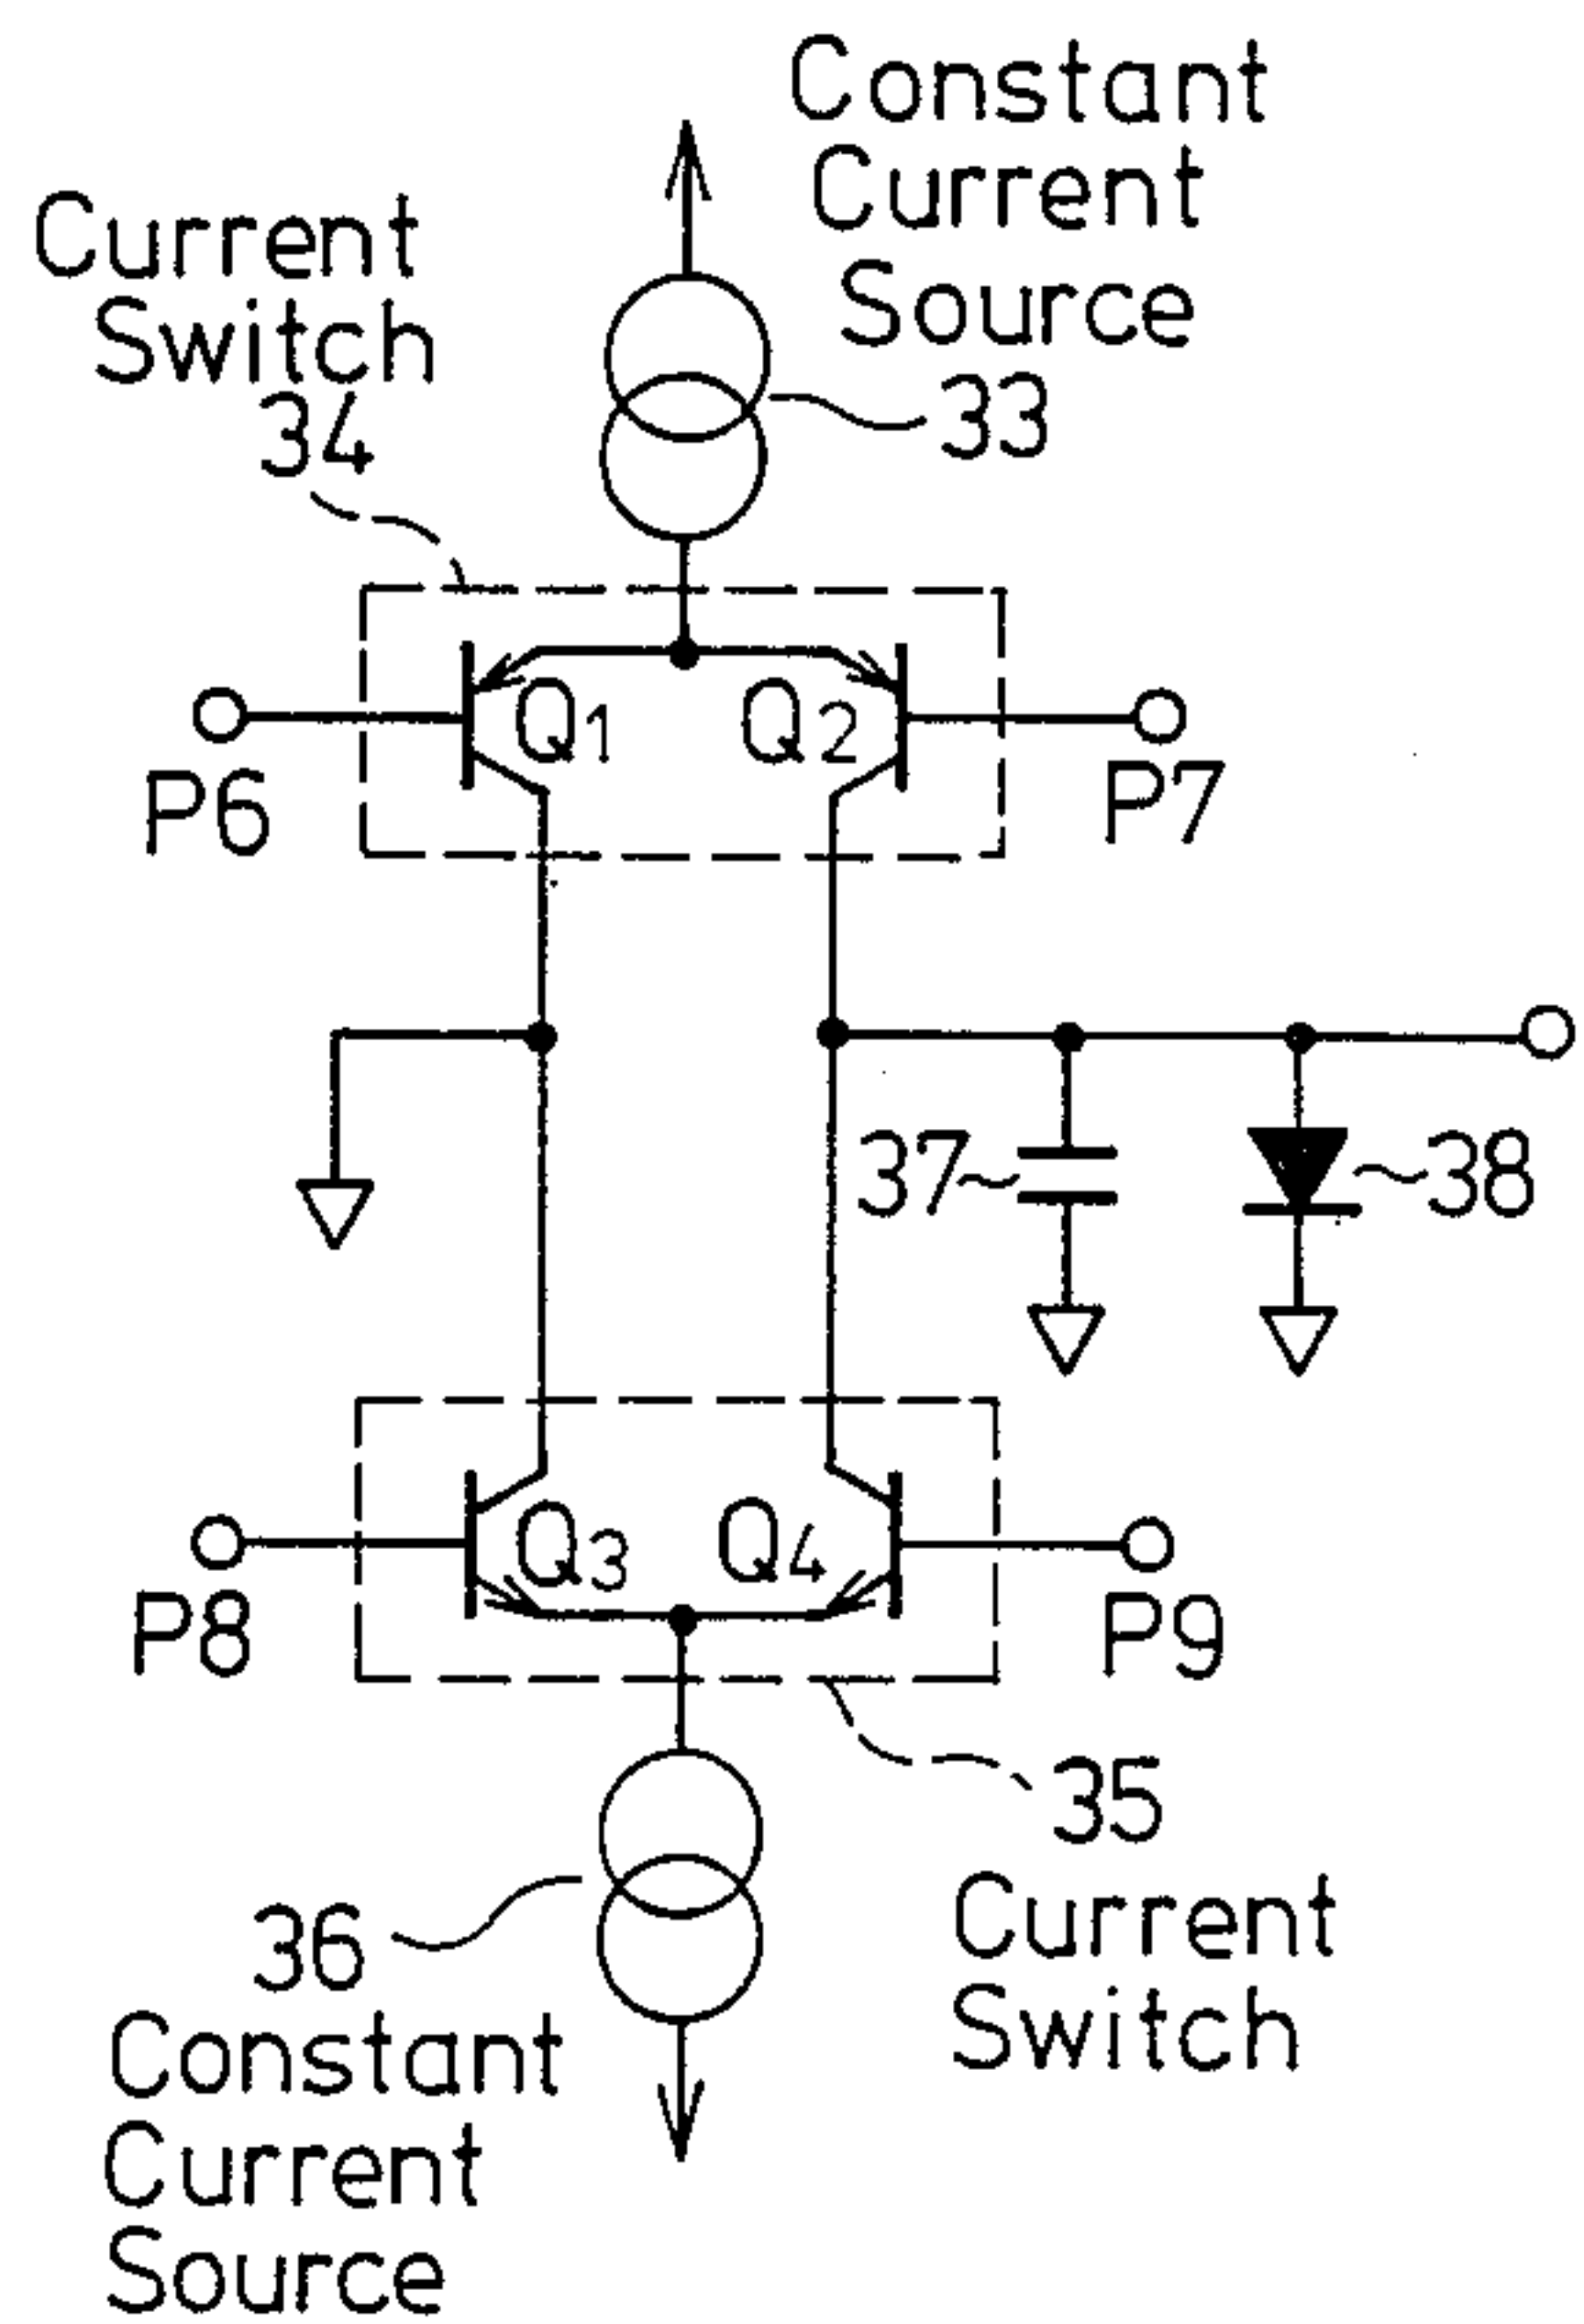 Constant
Current
Source
33
Current
Switch
34
Q1
Q2
P6
P7
37
38
Q3
Q4
P8
P9
35
Current
Switch
36
Constant
Current
Source